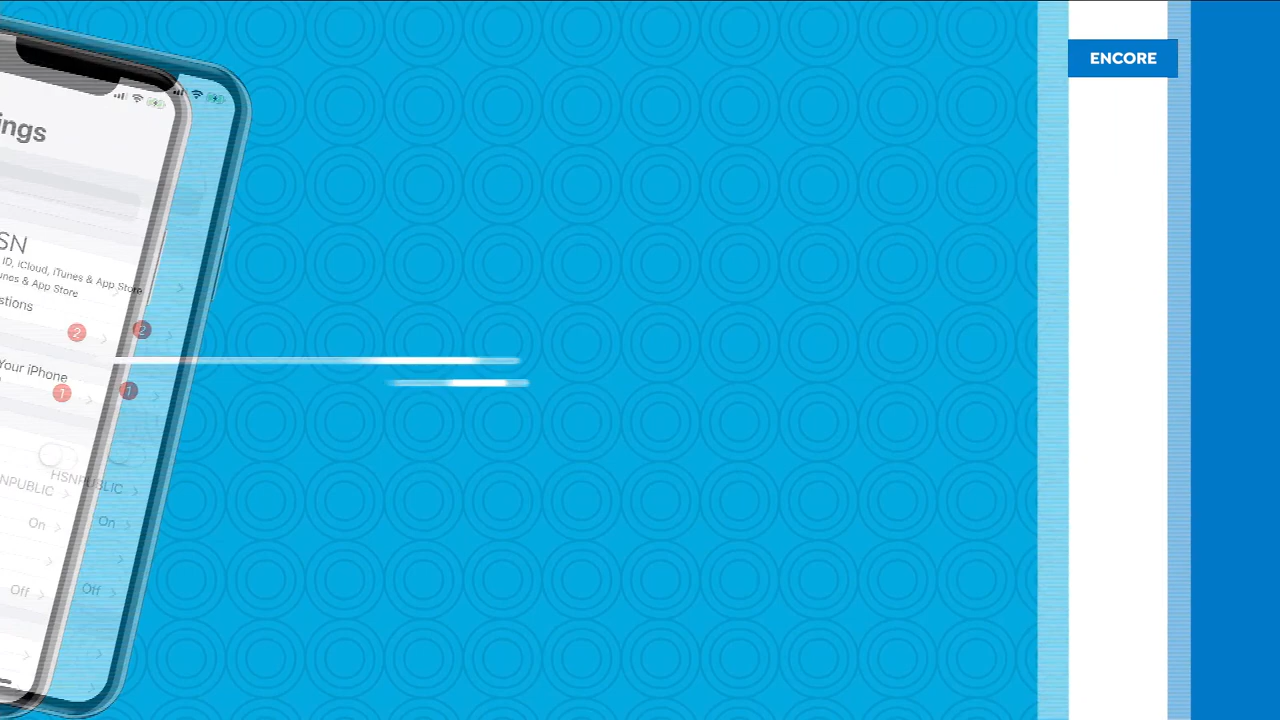 ENCORE
ings
SN
ID, iCloud, iTunes & App Store
unes & App Store
stions
2
2
Your iPhone
1
1
HSNPUBLIC
NPUBLIC
On
On
Off
Off